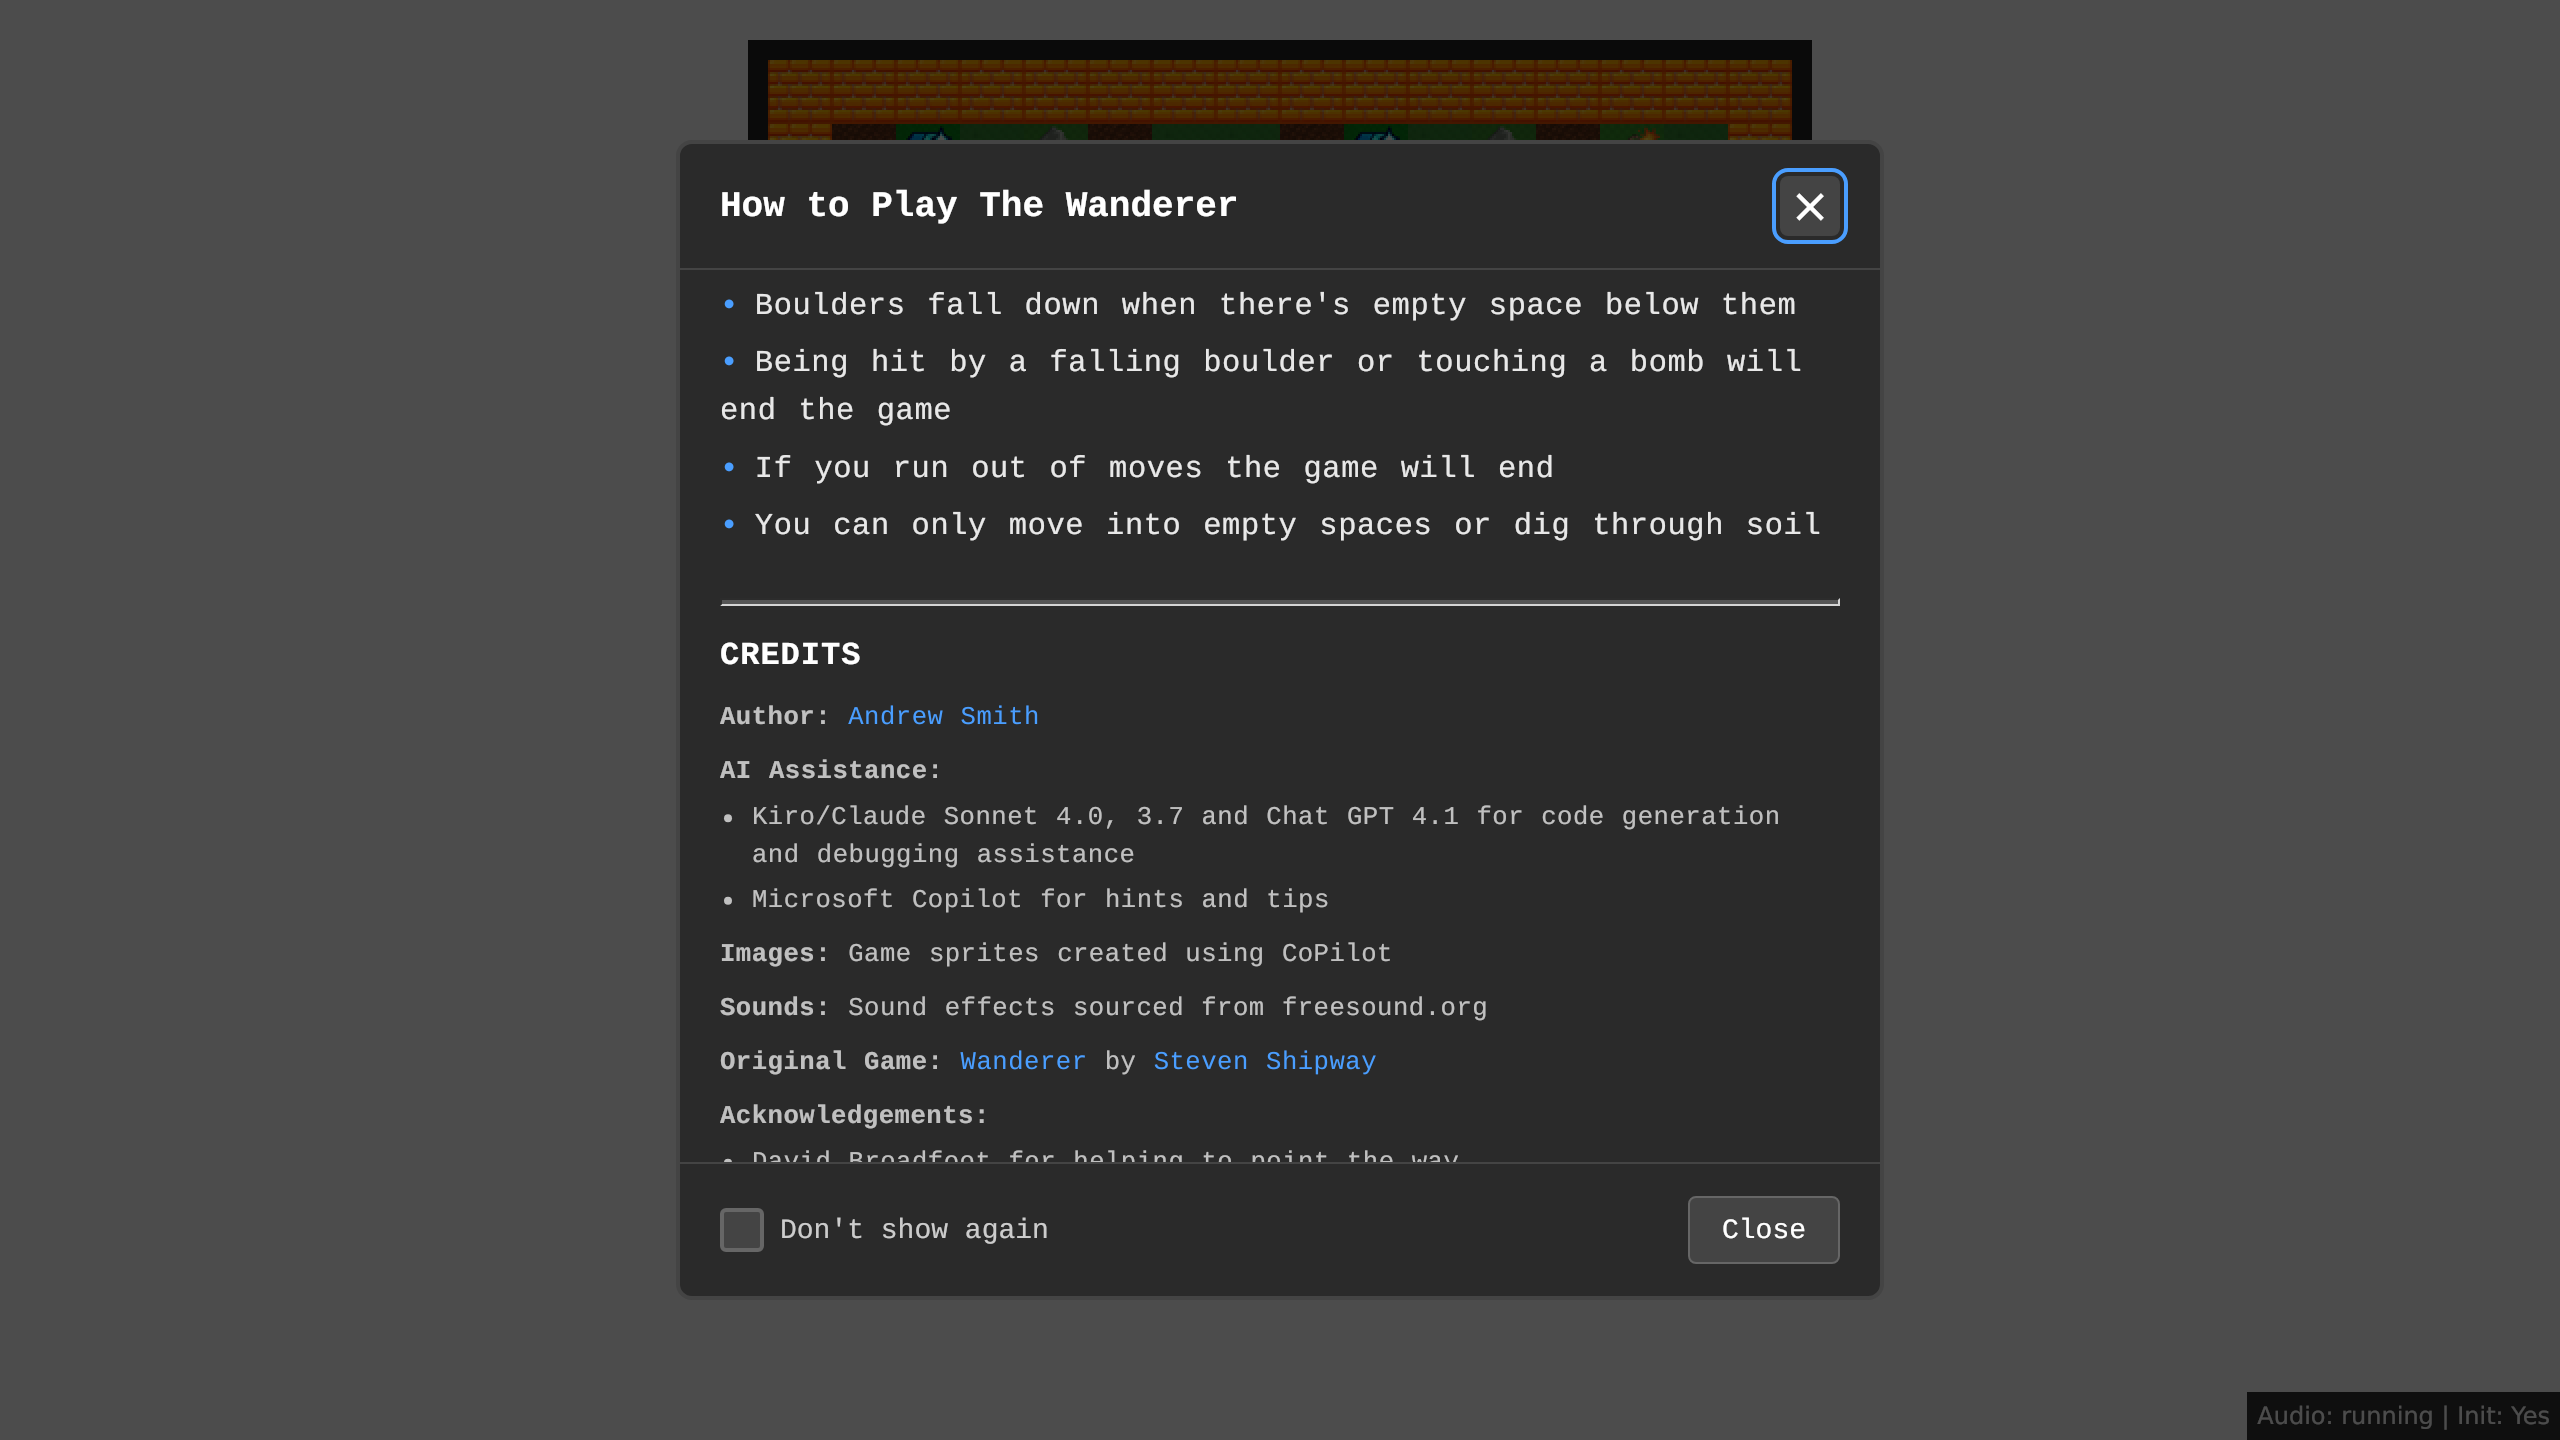 How to Play The Wanderer
• Boulders fall down when there's empty space below them
• Being hit by a falling boulder or touching a bomb will
end the game
• If you run out of moves the game will end
• You can only move into empty spaces or dig through soil
CREDITS
Author: Andrew Smith
AI Assistance:
• Kiro/Claude Sonnet 4.0, 3.7 and Chat GPT 4.1 for code generation
and debugging assistance
• Microsoft Copilot for hints and tips
Images: Game sprites created using CoPilot
Sounds: Sound effects sourced from freesound.org
Original Game: Wanderer by Steven Shipway
Acknowledgements:
• David Broadfoot for helping to point the way
Don't show again
Close
Audio: running | Init: Yes